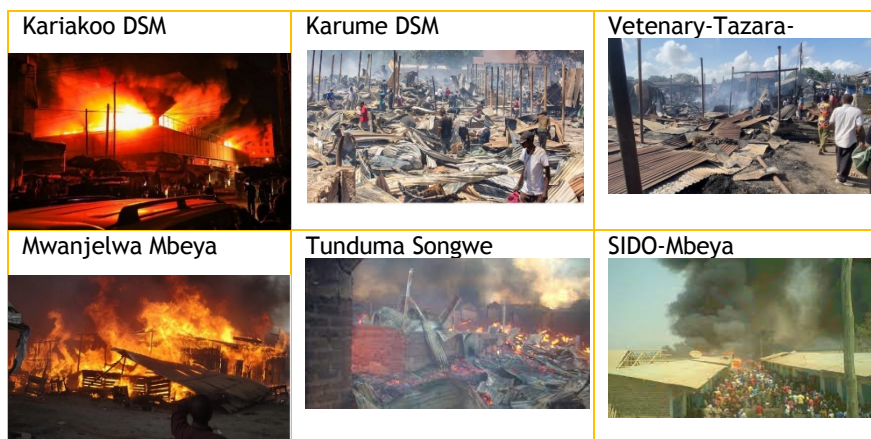 Kariakoo DSM
Karume DSM
Vetenary-Tazara-
Mwanjelwa Mbeya
Tunduma Songwe
SIDO-Mbeya